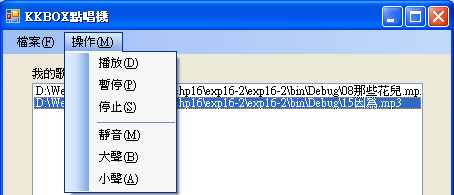 KKBOX點唱機
檔案(F) 操作(M)
播放(D)
暫停(P)
停止(S)
靜音(M)
大聲(B)
小聲(A)
我的歌
D:\We hp16\exp16-2\exp16-2\bin\Debug\08那些花兒.mp
D:\We hp16\exp16-2\exp16-2\bin\Debug\15因為.mp3